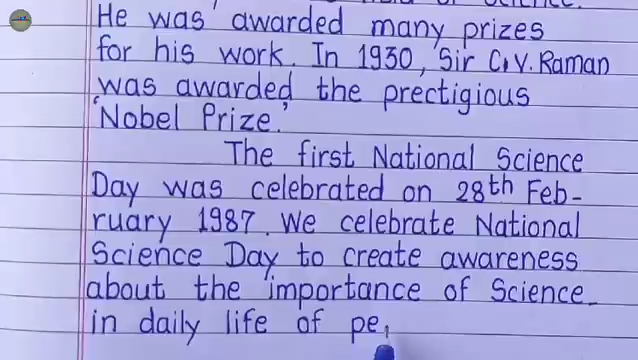 He was awarded many prizes
for his work. In 1930, Sir C.V. Raman
was awarded the prectigious
'Nobel Prize.'
The first National Science
Day was celebrated on 28th Feb-
ruary 1987. We celebrate National
Science Day to create awareness
about the importance of Science
in daily life of pe